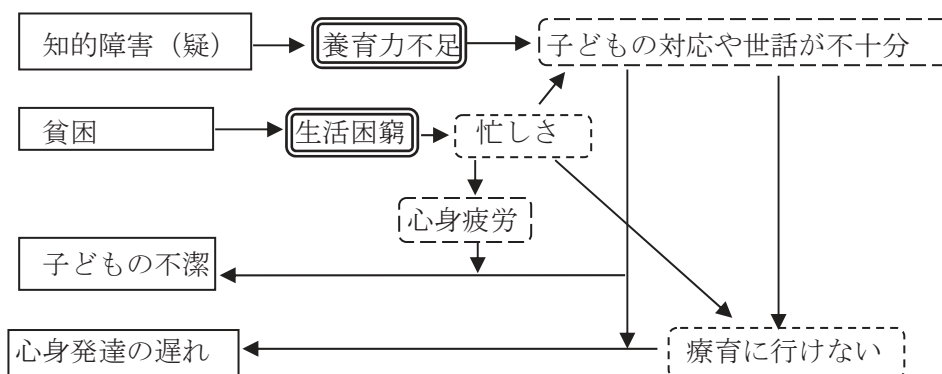 知的障害（疑）
養育力不足
子どもの対応や世話が不十分
貧困
生活困窮
忙しさ
心身疲労
子どもの不潔
心身発達の遅れ
療育に行けない